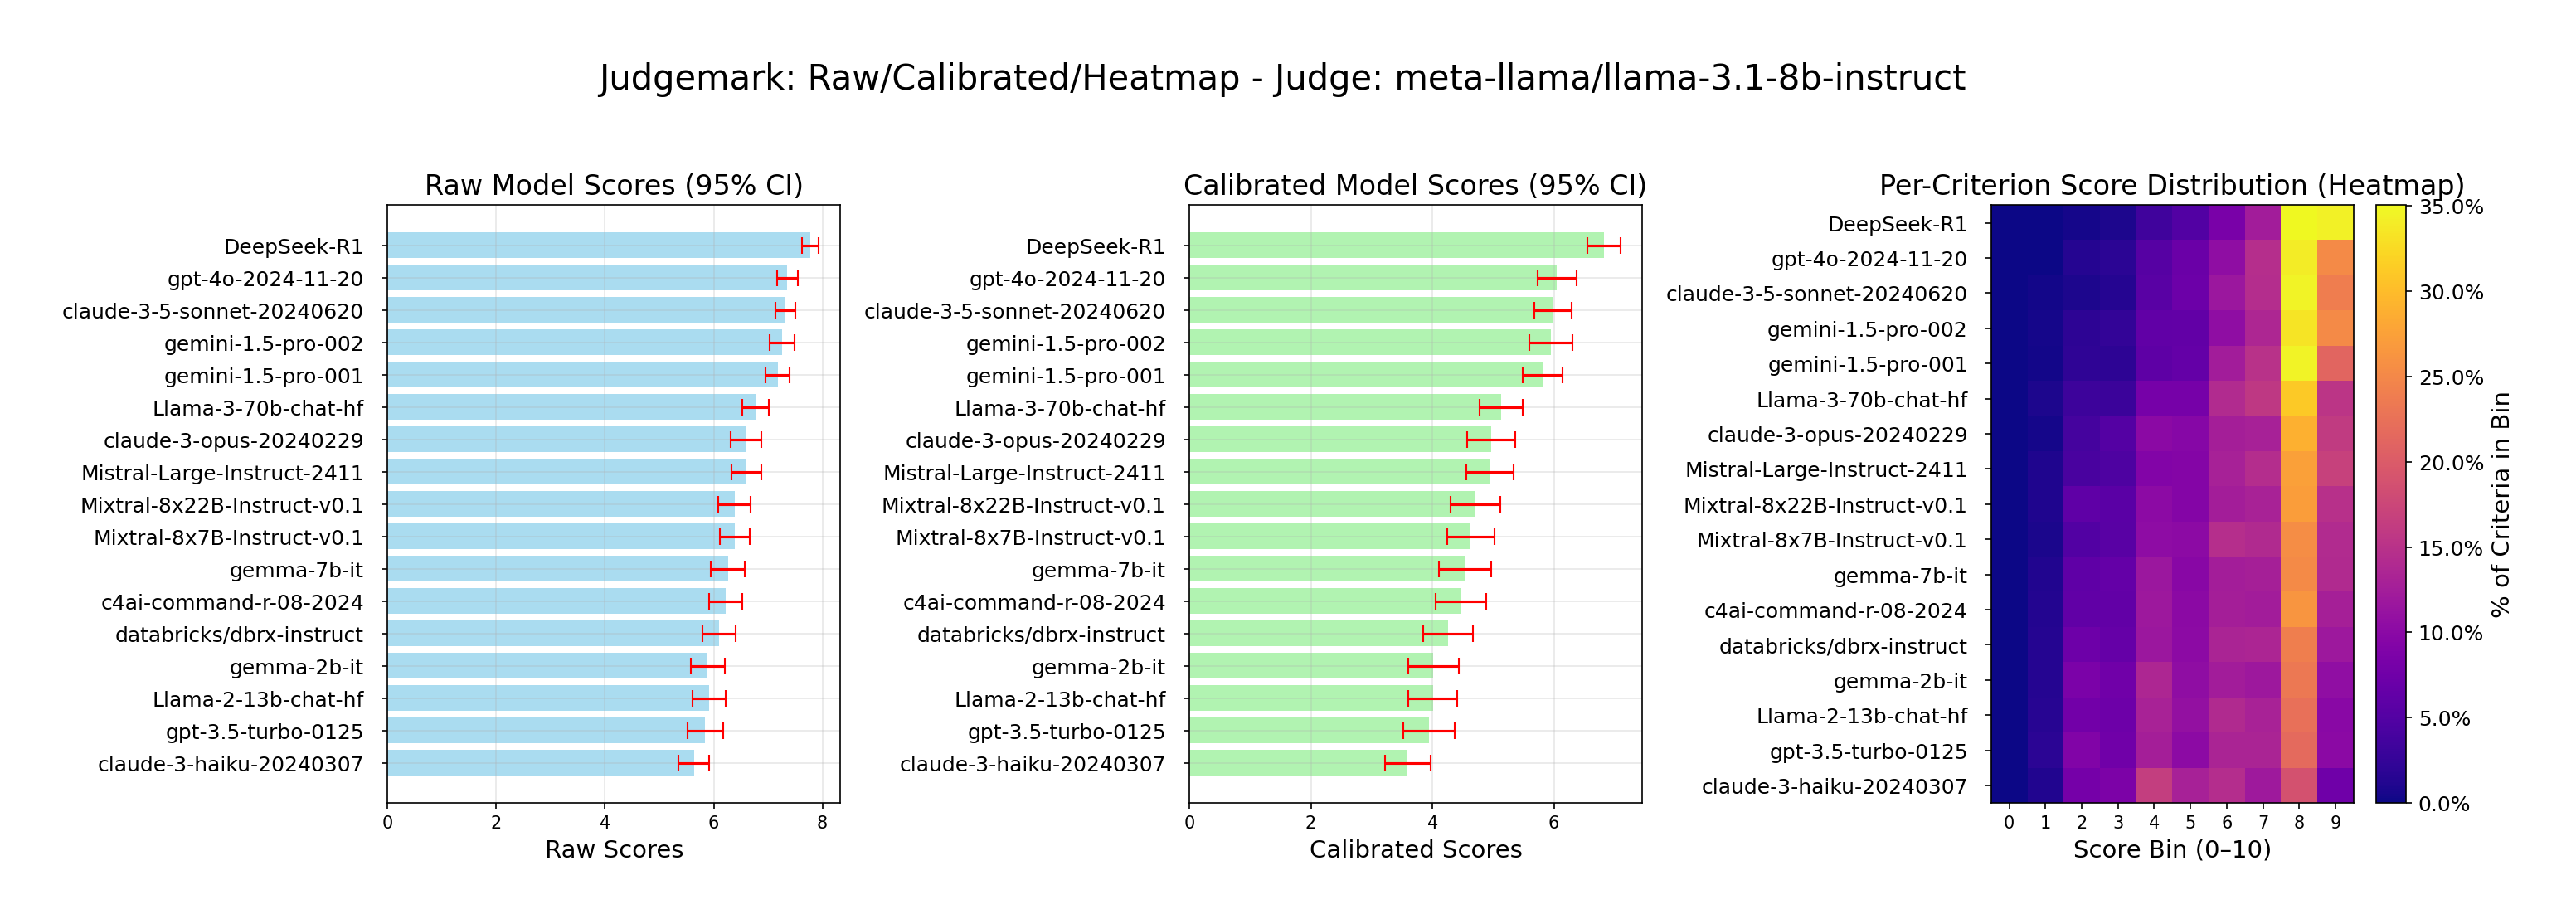 Judgemark: Raw/Calibrated/Heatmap - Judge: meta-llama/llama-3.1-8b-instruct
Raw Model Scores (95% CI)
DeepSeek-R1
gpt-4o-2024-11-20
claude-3-5-sonnet-20240620
gemini-1.5-pro-002
gemini-1.5-pro-001
Llama-3-70b-chat-hf
claude-3-opus-20240229
Mistral-Large-Instruct-2411
Mixtral-8x22B-Instruct-v0.1
Mixtral-8x7B-Instruct-v0.1
gemma-7b-it
c4ai-command-r-08-2024
databricks/dbrx-instruct
gemma-2b-it
Llama-2-13b-chat-hf
gpt-3.5-turbo-0125
claude-3-haiku-20240307
0 2 4 6 8
Raw Scores
Calibrated Model Scores (95% CI)
DeepSeek-R1
gpt-4o-2024-11-20
claude-3-5-sonnet-20240620
gemini-1.5-pro-002
gemini-1.5-pro-001
Llama-3-70b-chat-hf
claude-3-opus-20240229
Mistral-Large-Instruct-2411
Mixtral-8x22B-Instruct-v0.1
Mixtral-8x7B-Instruct-v0.1
gemma-7b-it
c4ai-command-r-08-2024
databricks/dbrx-instruct
gemma-2b-it
Llama-2-13b-chat-hf
gpt-3.5-turbo-0125
claude-3-haiku-20240307
0 2 4 6
Calibrated Scores
Per-Criterion Score Distribution (Heatmap)
DeepSeek-R1
gpt-4o-2024-11-20
claude-3-5-sonnet-20240620
gemini-1.5-pro-002
gemini-1.5-pro-001
Llama-3-70b-chat-hf
claude-3-opus-20240229
Mistral-Large-Instruct-2411
Mixtral-8x22B-Instruct-v0.1
Mixtral-8x7B-Instruct-v0.1
gemma-7b-it
c4ai-command-r-08-2024
databricks/dbrx-instruct
gemma-2b-it
Llama-2-13b-chat-hf
gpt-3.5-turbo-0125
claude-3-haiku-20240307
0 1 2 3 4 5 6 7 8 9
Score Bin (0–10)
35.0%
30.0%
25.0%
20.0%
15.0%
10.0%
5.0%
0.0%
% of Criteria in Bin